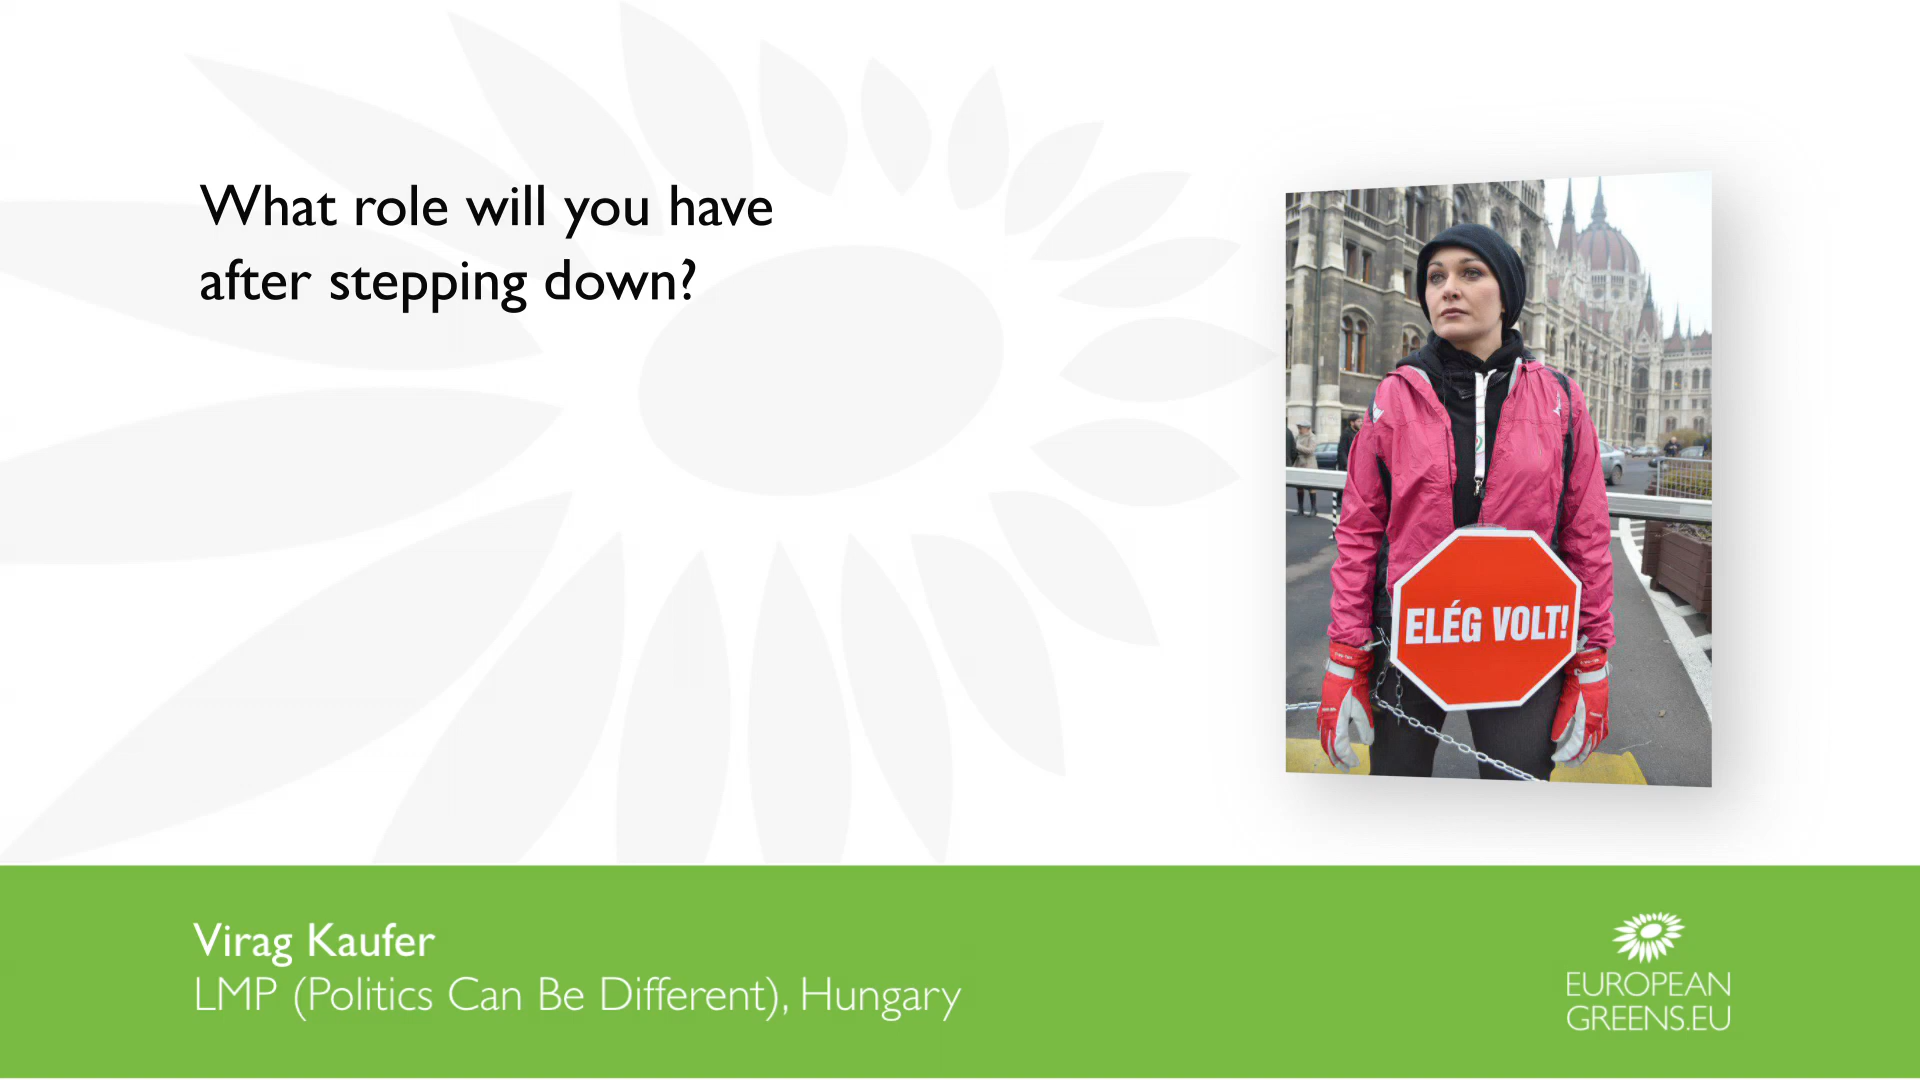 What role will you have
after stepping down?
ELÉG VOLT!
Virag Kaufer
LMP (Politics Can Be Different), Hungary
EUROPEAN
GREENS.EU